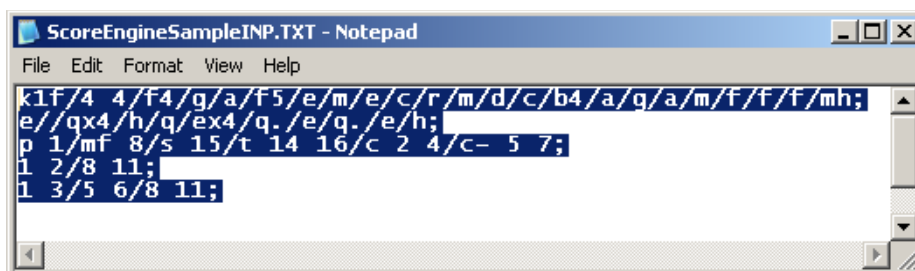 ScoreEngineSampleINP.TXT - Notepad
File Edit Format View Help
k1f/4 4/f4/g/a/f5/e/m/e/c/r/m/d/c/b4/a/g/a/m/f/f/f/mh;
e//qx4/h/q/ex4/q./e/q./e/h;
p 1/mf 8/s 15/t 14 16/c 2 4/c- 5 7;
1 2/8 11;
1 3/5 6/8 11;